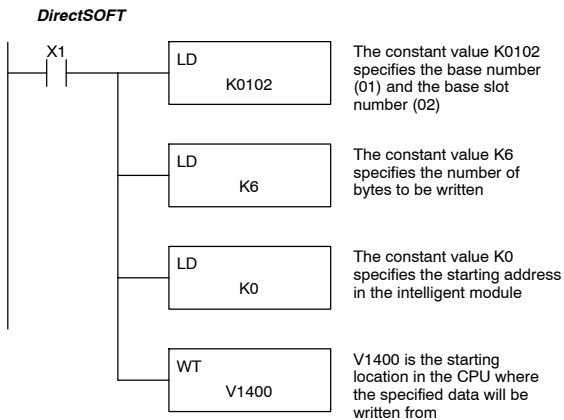 DirectSOFT
X1
LD
K0102
The constant value K0102
specifies the base number
(01) and the base slot
number (02)
LD
K6
The constant value K6
specifies the number of
bytes to be written
LD
K0
The constant value K0
specifies the starting address
in the intelligent module
WT
V1400
V1400 is the starting
location in the CPU where
the specified data will be
written from